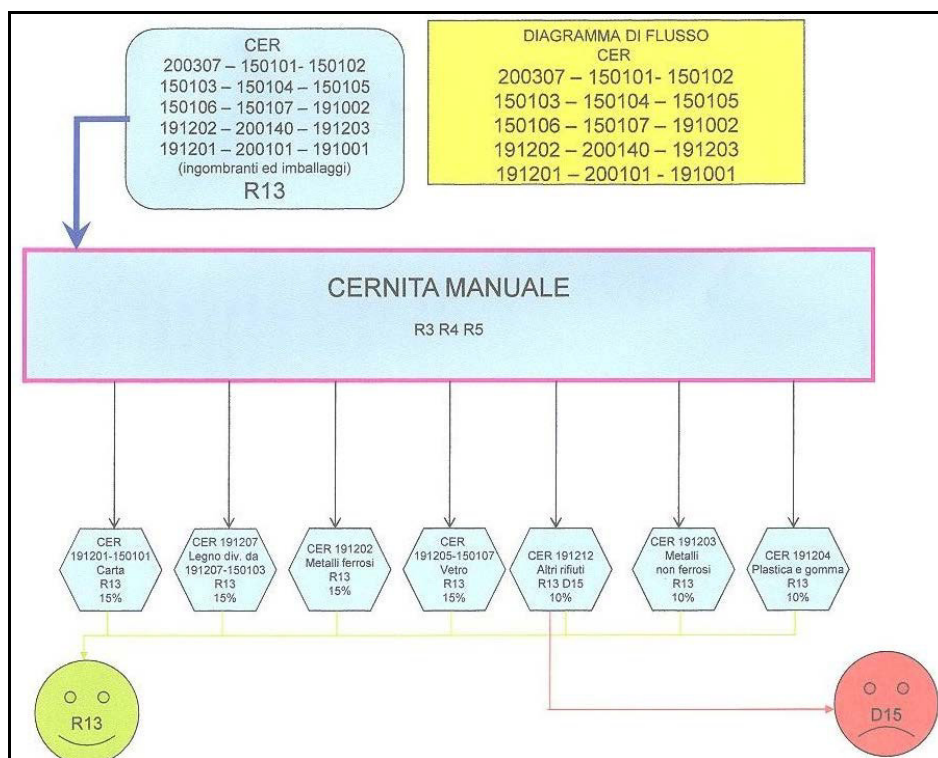 CER
200307 – 150101- 150102
150103 – 150104 – 150105
150106 – 150107 – 191002
191202 – 200140 – 191203
191201 – 200101 – 191001
(ingombranti ed imballaggi)
R13
DIAGRAMMA DI FLUSSO
CER
200307 – 150101- 150102
150103 – 150104 – 150105
150106 – 150107 – 191002
191202 – 200140 – 191203
191201 – 200101 - 191001
CERNITA MANUALE
R3 R4 R5
CER
191201-150101
Carta
R13
15%
CER 191207
Legno div. da
191207-150103
R13
15%
CER 191202
Metalli ferrosi
R13
15%
CER
191205-150107
Vetro
R13
15%
CER 191212
Altri rifiuti
R13 D15
10%
CER 191203
Metalli
non ferrosi
R13
10%
CER 191204
Plastica e gomma
R13
10%
R13
D15